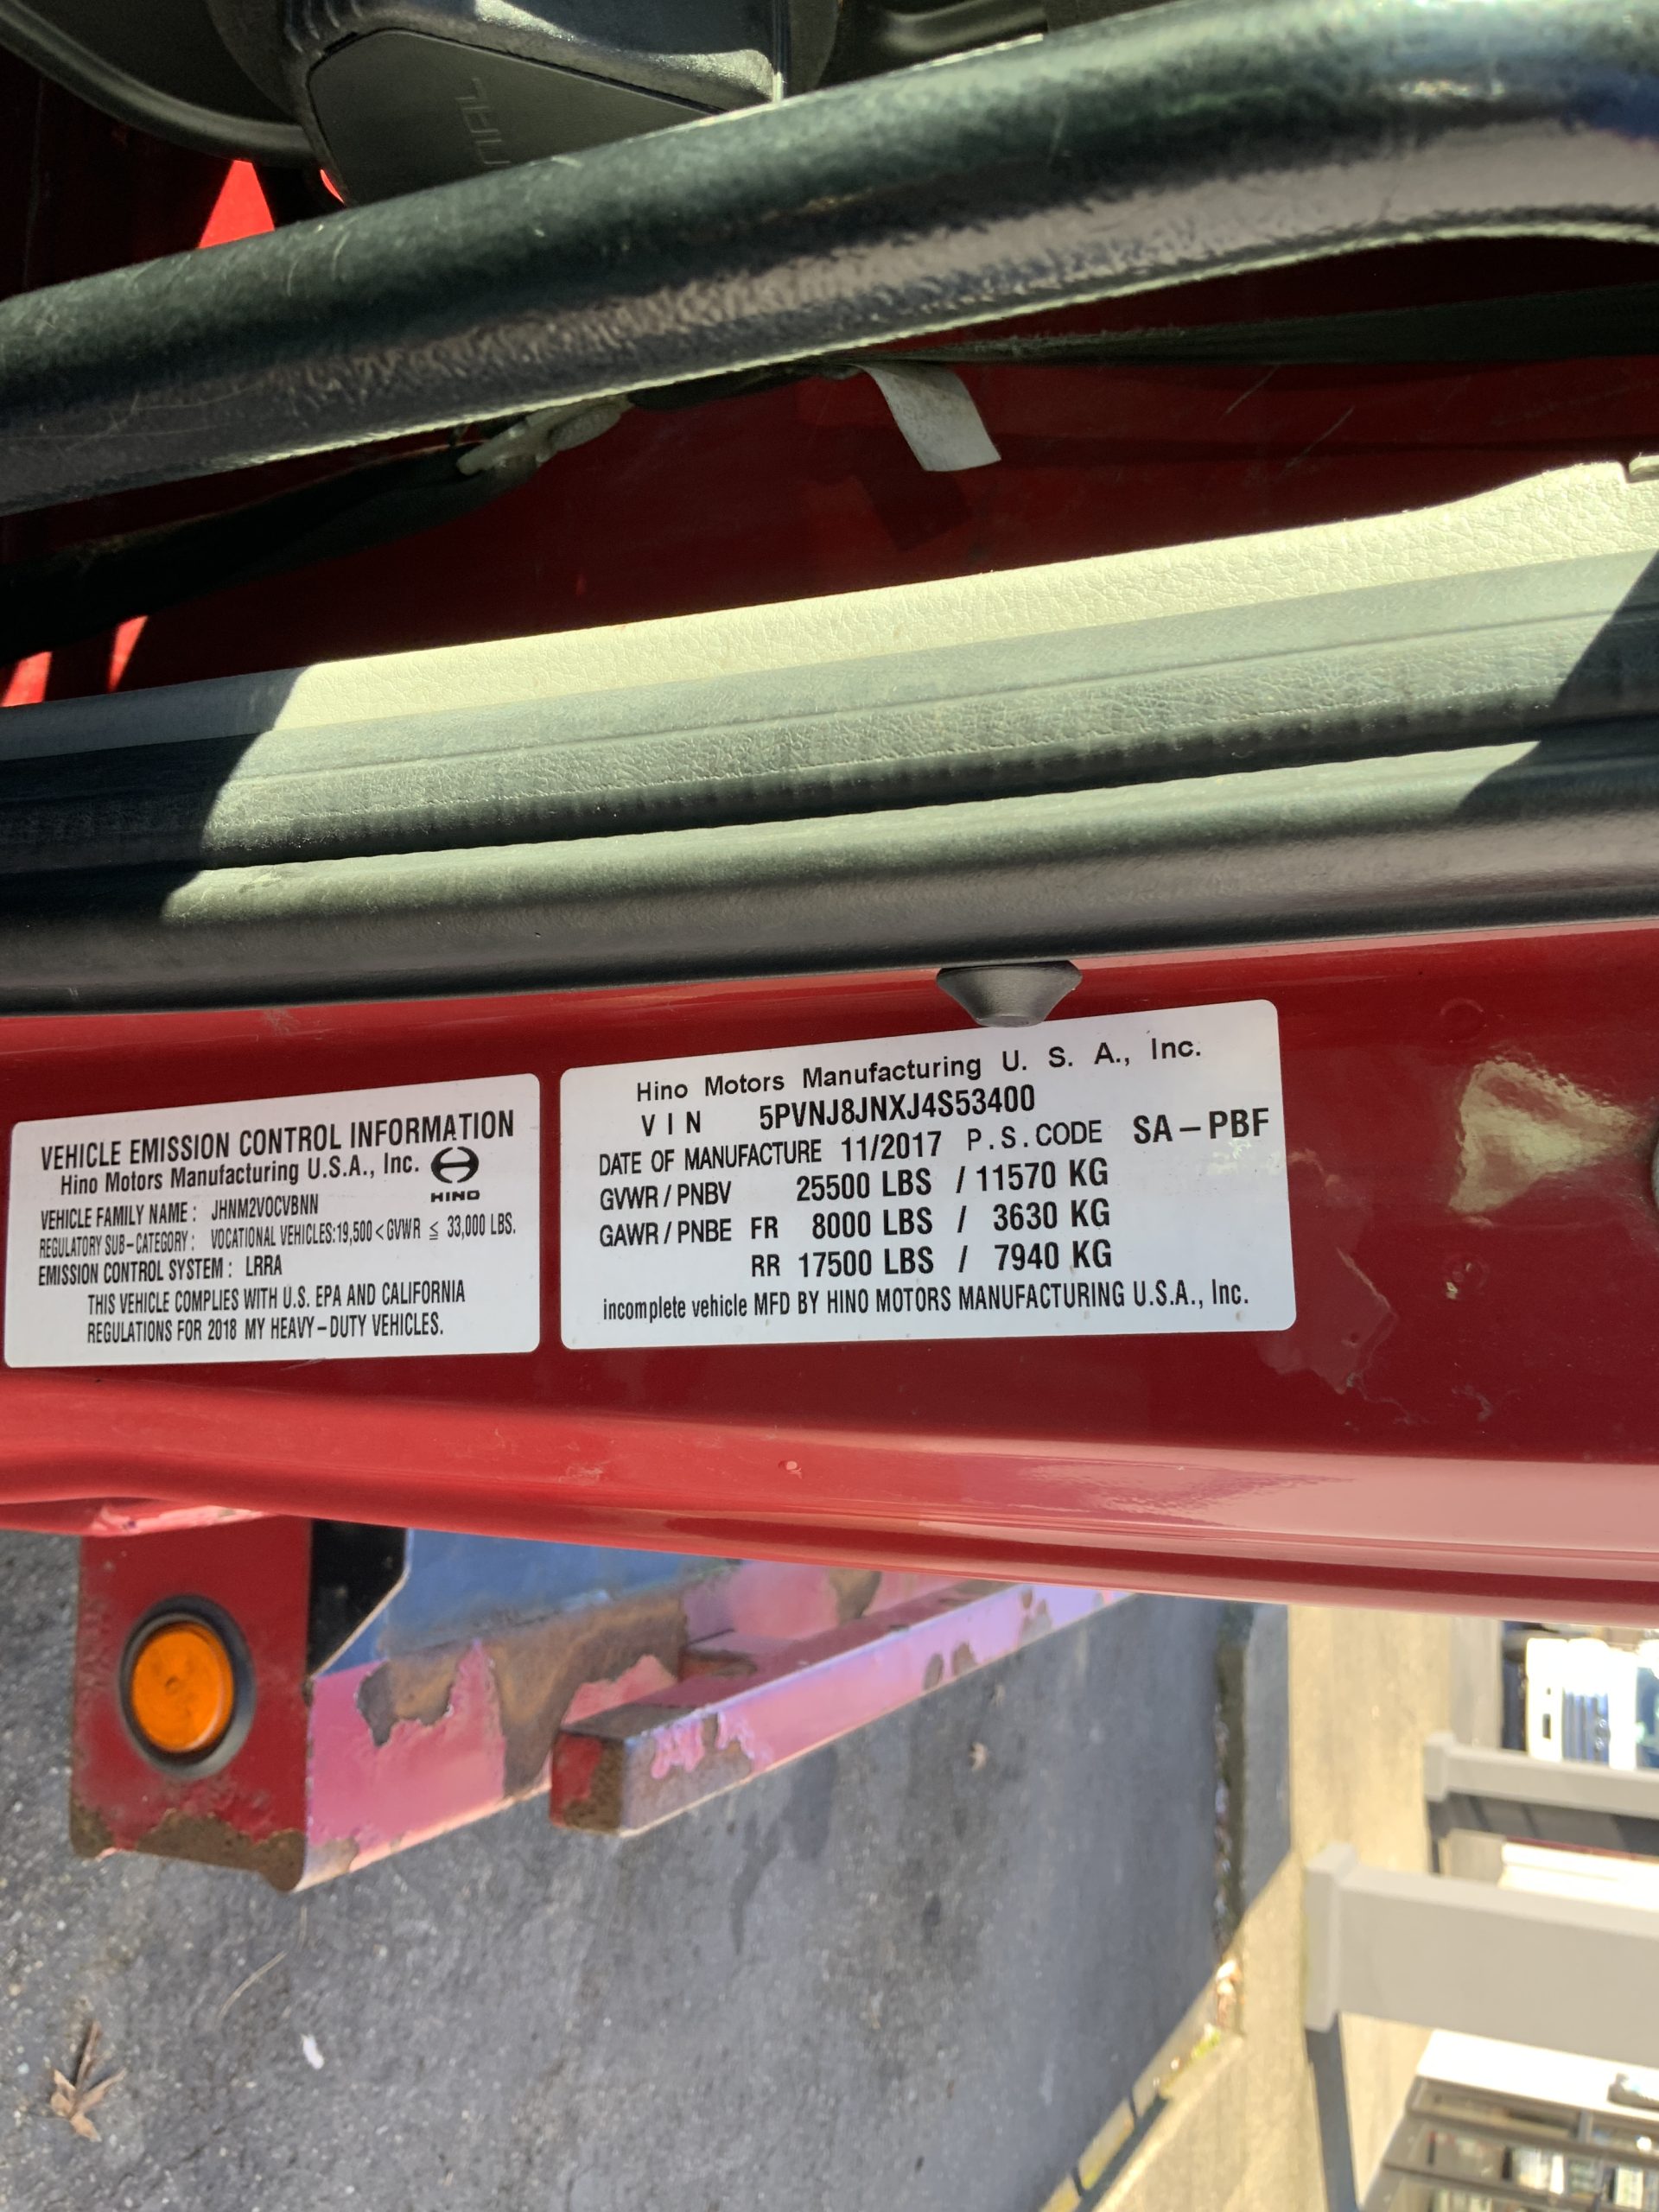 VEHICLE EMISSION CONTROL INFORMATION
Hino Motors Manufacturing U.S.A., Inc.
HINO
VEHICLE FAMILY NAME : JHNM2VOCVBNN
REGULATORY SUB-CATEGORY : VOCATIONAL VEHICLES:19,500<GVWR ≤ 33,000 LBS.
EMISSION CONTROL SYSTEM : LRRA
THIS VEHICLE COMPLIES WITH U.S. EPA AND CALIFORNIA
REGULATIONS FOR 2018 MY HEAVY-DUTY VEHICLES.
Hino Motors Manufacturing U. S. A., Inc.
VIN 5PVNJ8JNXJ4S53400
DATE OF MANUFACTURE 11/2017 P.S.CODE SA-PBF
GVWR / PNBV 25500 LBS / 11570 KG
GAWR / PNBE FR 8000 LBS / 3630 KG
RR 17500 LBS / 7940 KG
incomplete vehicle MFD BY HINO MOTORS MANUFACTURING U.S.A., Inc.